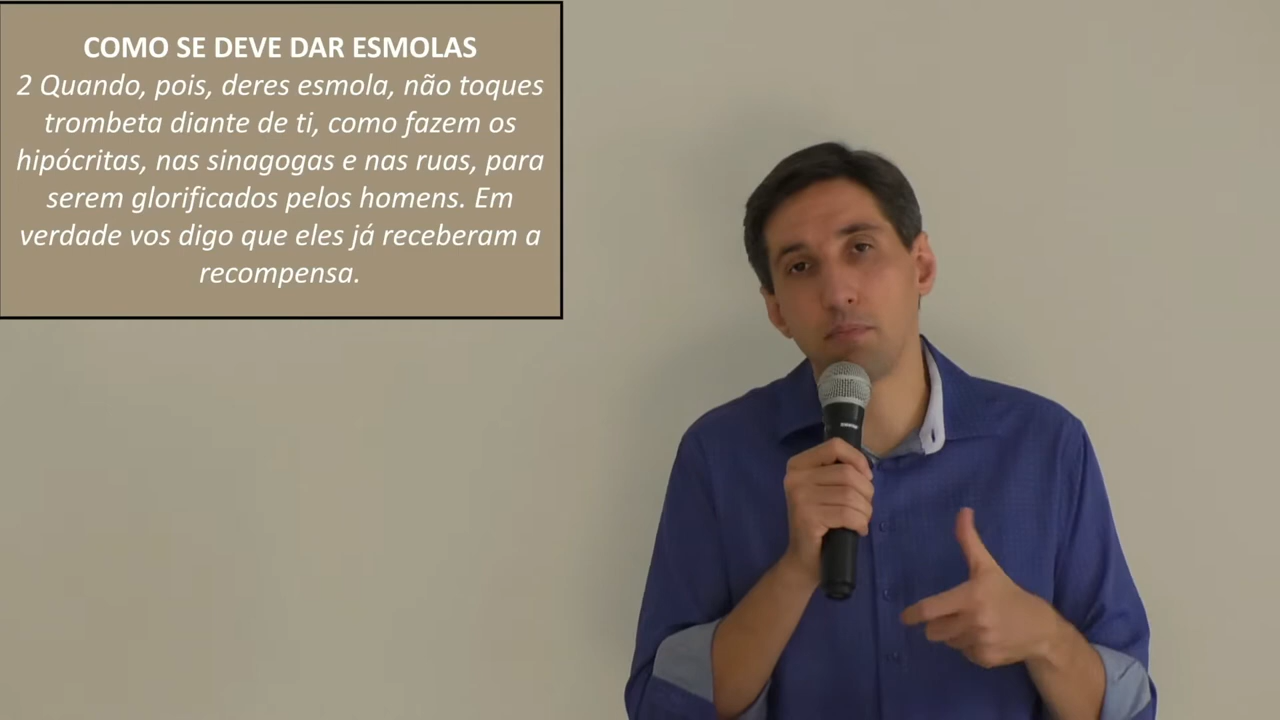 COMO SE DEVE DAR ESMOLAS
2 Quando, pois, deres esmola, não toques
trombeta diante de ti, como fazem os
hipócritas, nas sinagogas e nas ruas, para
serem glorificados pelos homens. Em
verdade vos digo que eles já receberam a
recompensa.